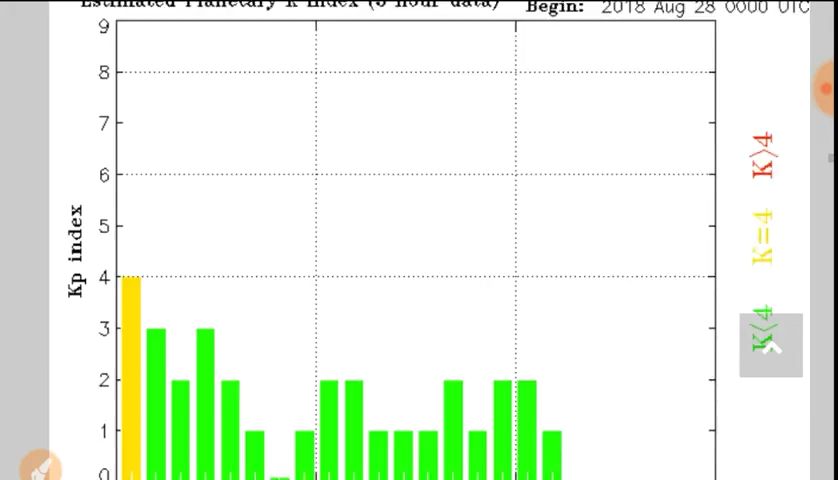 Estimated Planetary K index (3 hour data) Begin: 2018 Aug 28 0000 UTC
9
8
7
6
5
4
3
2
1
0
Kp index
K>4
K=4
K<4